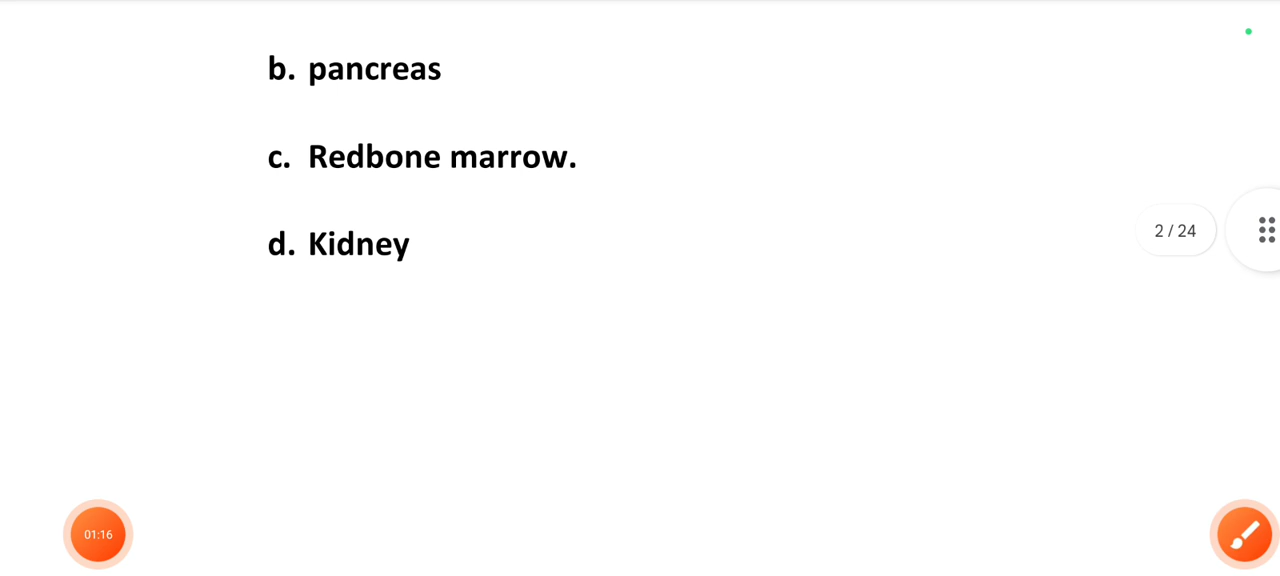 b. pancreas
c. Redbone marrow.
2 / 24
d. Kidney
01:16